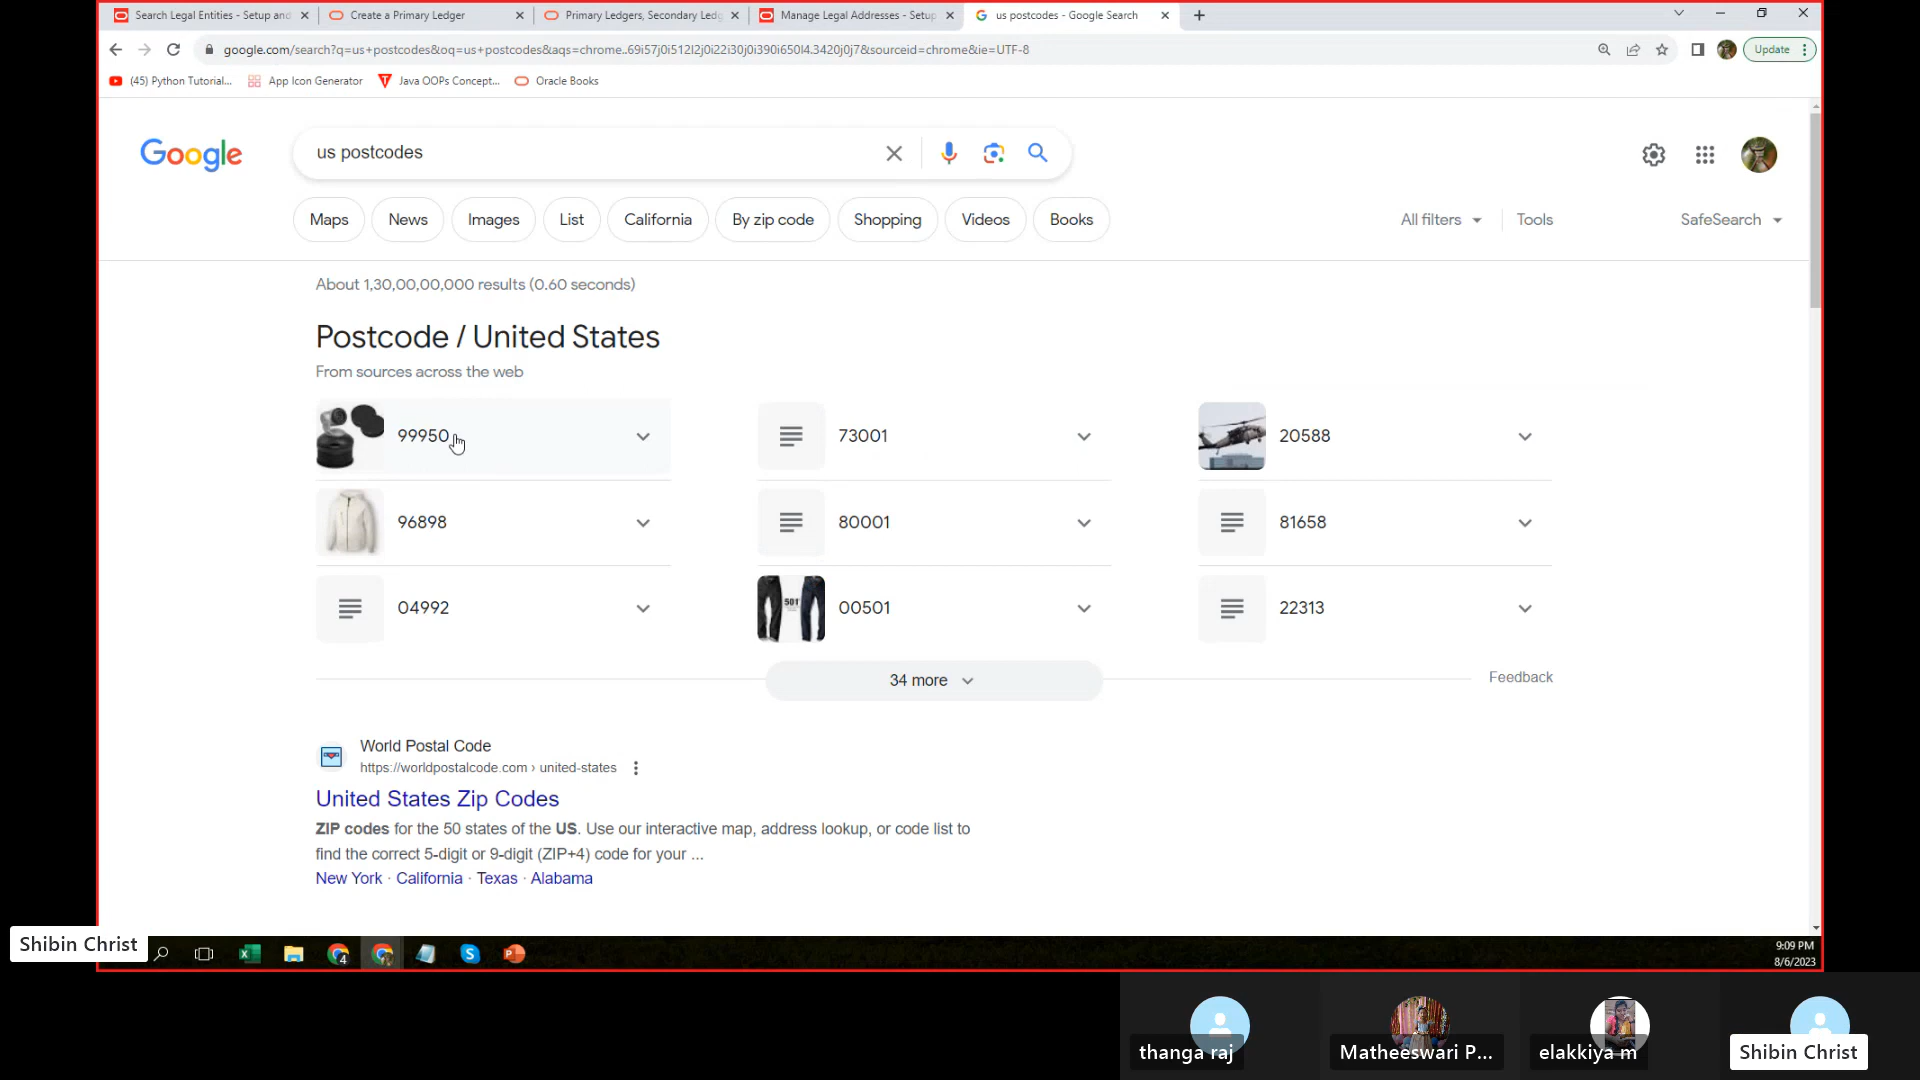 Search Legal Entities - Setup and
Create a Primary Ledger
Primary Ledgers, Secondary Ledg
Manage Legal Addresses - Setup
us postcodes - Google Search
google.com/search?q=us+postcodes&oq=us+postcodes&aqs=chrome..69i57j0i512l2j0i22i30j0i390i650l4.3420j0j7&sourceid=chrome&ie=UTF-8
Update
(45) Python Tutorial...
App Icon Generator
Java OOPs Concept...
Oracle Books
Google
us postcodes
Maps
News
Images
List
California
By zip code
Shopping
Videos
Books
All filters
Tools
SafeSearch
About 1,30,00,00,000 results (0.60 seconds)
Postcode / United States
From sources across the web
99950
73001
20588
96898
80001
81658
04992
501
00501
22313
34 more
Feedback
World Postal Code
https://worldpostalcode.com › united-states
United States Zip Codes
ZIP codes for the 50 states of the US. Use our interactive map, address lookup, or code list to
find the correct 5-digit or 9-digit (ZIP+4) code for your ...
New York · California · Texas · Alabama
Shibin Christ
4
9:09 PM
8/6/2023
thanga raj
Matheeswari P...
elakkiya m
Shibin Christ